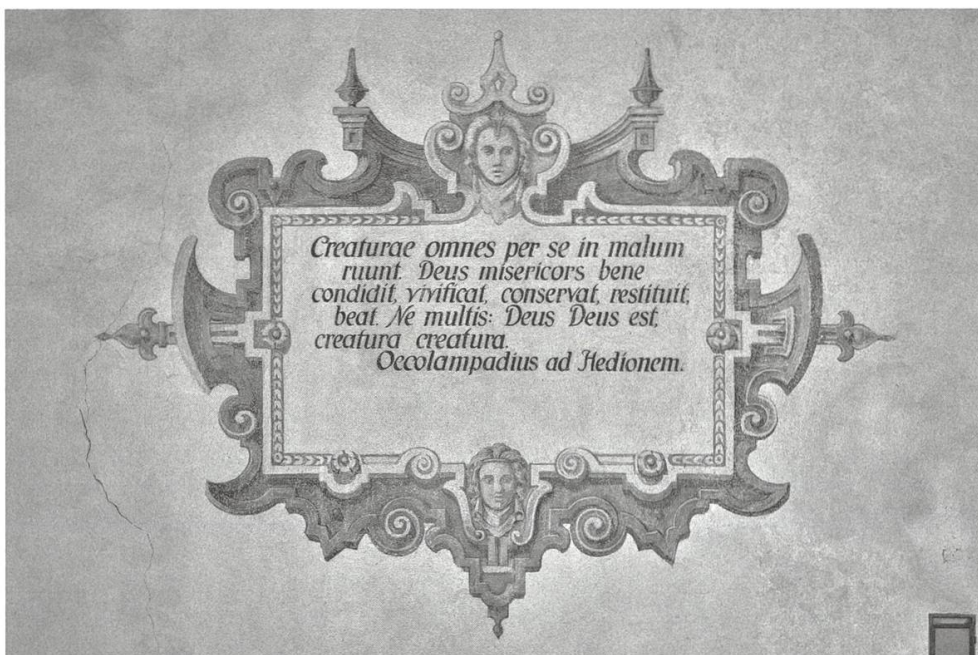 Creaturae omnes per se in malum
ruunt. Deus misericors bene
condidit, vivificat, conservat, restituit,
beat. Ne multis: Deus Deus est,
creatura creatura.
Occolampadius ad Hedionem.